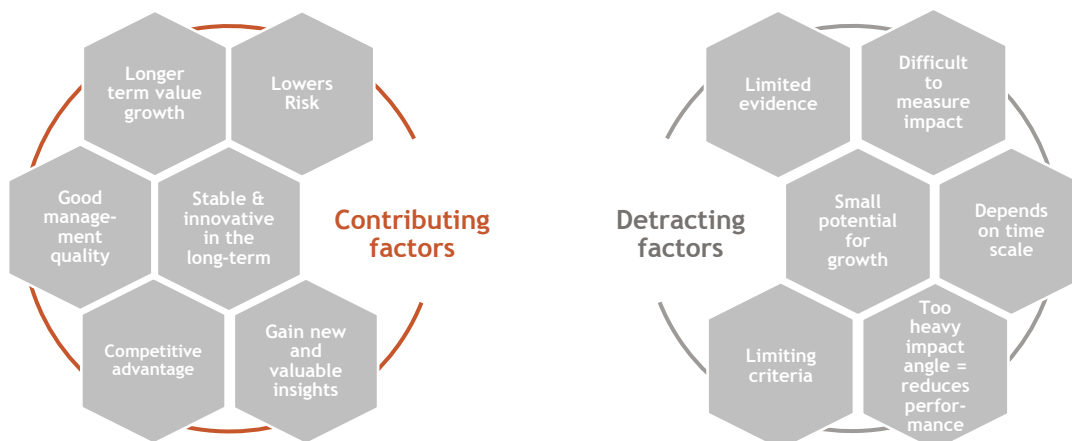 Longer
term value
growth
Lowers
Risk
Good
manage-
ment
quality
Stable &
innovative
in the
long-term
Contributing
factors
Competitive
advantage
Gain new
and
valuable
insights
Limited
evidence
Difficult
to
measure
impact
Detracting
factors
Small
potential
for
growth
Depends
on time
scale
Limiting
criteria
Too
heavy
impact
angle =
reduces
perfor-
mance